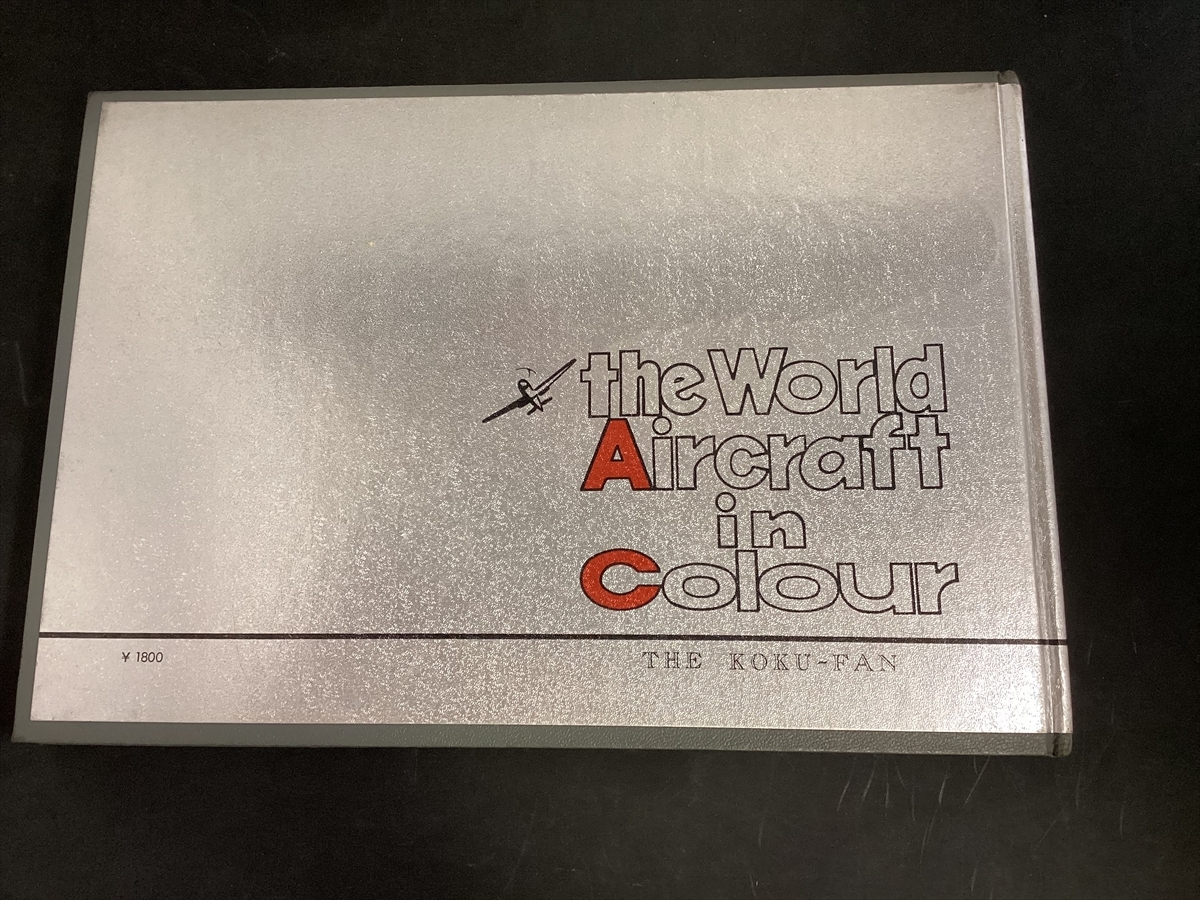 the World
Aircraft
in
Colour
¥ 1800
THE KOKU-FAN